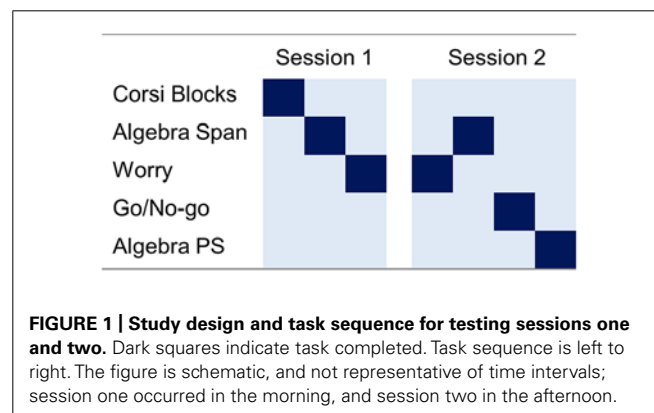 Session 1 Session 2
Corsi Blocks
Algebra Span
Worry
Go/No-go
Algebra PS
FIGURE 1 | Study design and task sequence for testing sessions one
and two. Dark squares indicate task completed. Task sequence is left to
right. The figure is schematic, and not representative of time intervals;
session one occurred in the morning, and session two in the afternoon.